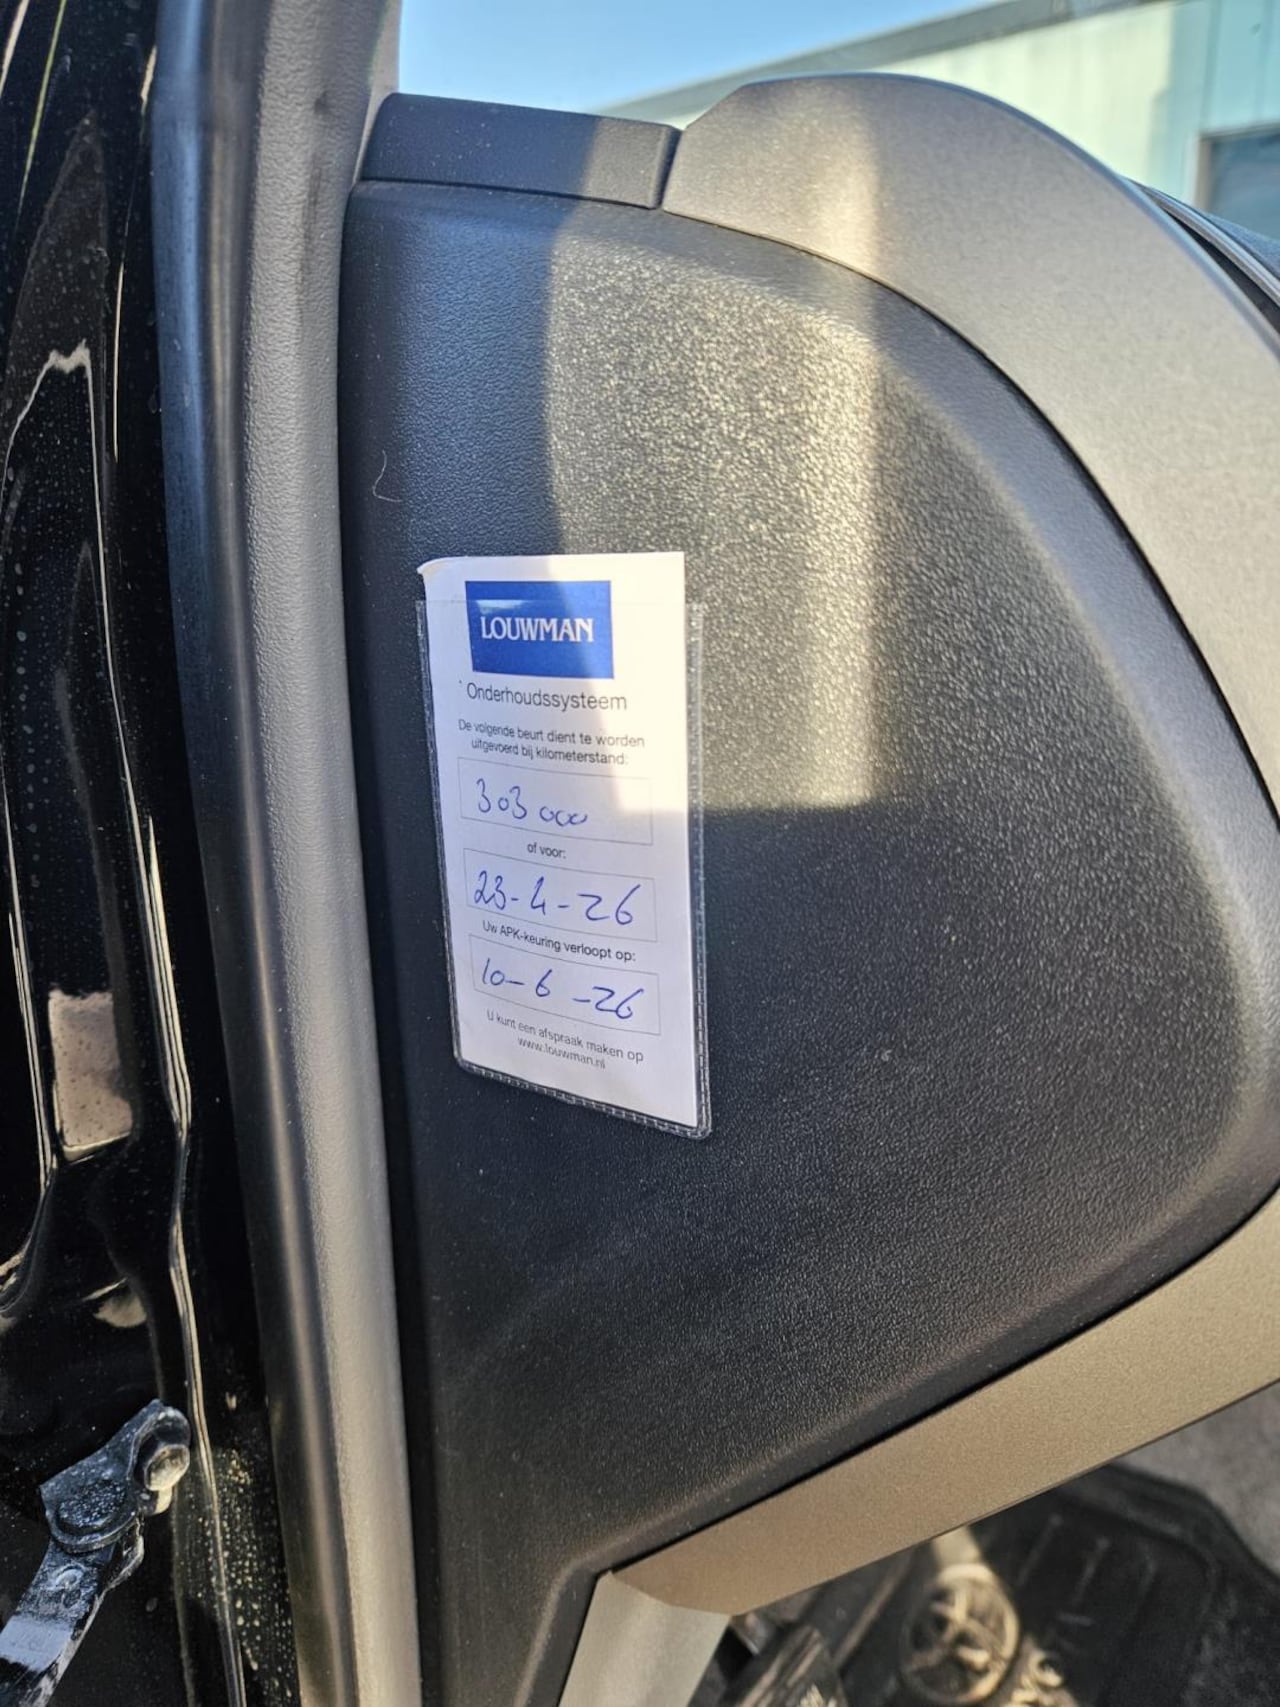 LOUWMAN
Onderhoudssysteem
De volgende beurt dient te worden
uitgevoerd bij kilometerstand:
303 000
of voor:
23-4-26
Uw APK-keuring verloopt op:
10-6-26
U kunt een afspraak maken op
www.louwman.nl